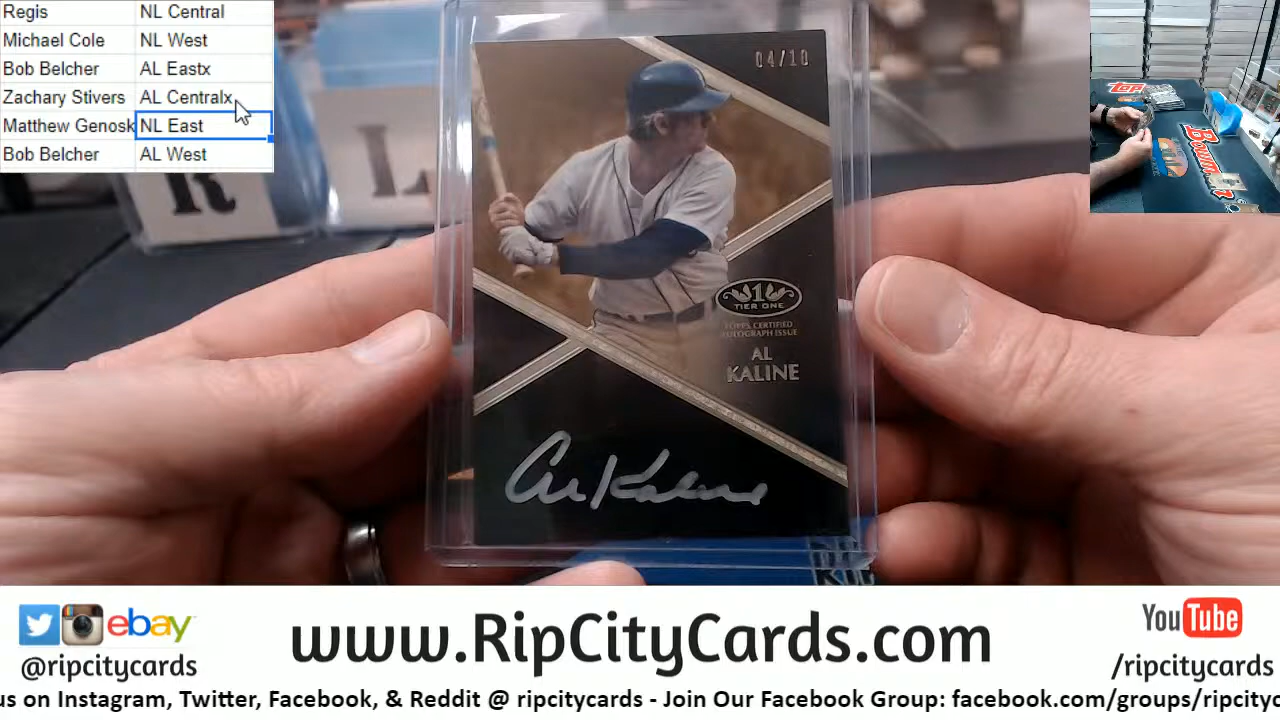 Regis NL Central
Michael Cole NL West
Bob Belcher AL Eastx
Zachary Stivers AL Centralx
Matthew Genosk NL East
Bob Belcher AL West
04/10
1
TIER ONE
TOPPS CERTIFIED
AUTOGRAPH ISSUE
AL
KALINE
Al Kaline
R L
topps
Bowman
ebay
@ripcitycards
www.RipCityCards.com
YouTube
/ripcitycards
us on Instagram, Twitter, Facebook, & Reddit @ ripcitycards - Join Our Facebook Group: facebook.com/groups/ripcityc